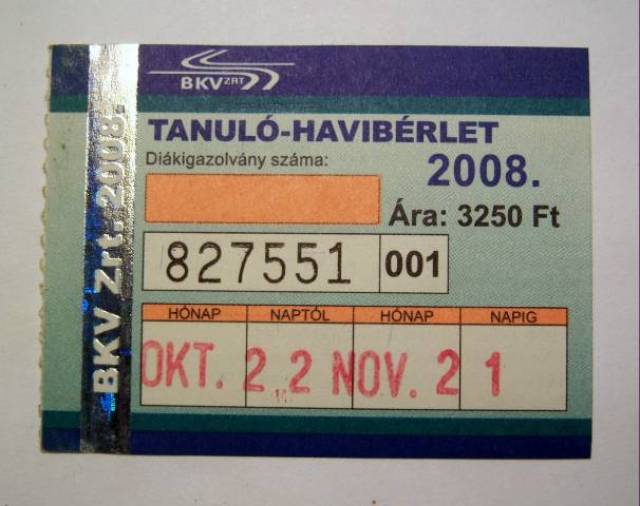 BKV ZRT
TANULÓ-HAVIBÉRLET
Diákigazolvány száma:
2008.
Ára: 3250 Ft
827551 001
HÓNAP NAPTÓL HÓNAP NAPIG
OKT. 22 NOV. 21
BKV Zrt. 2008.